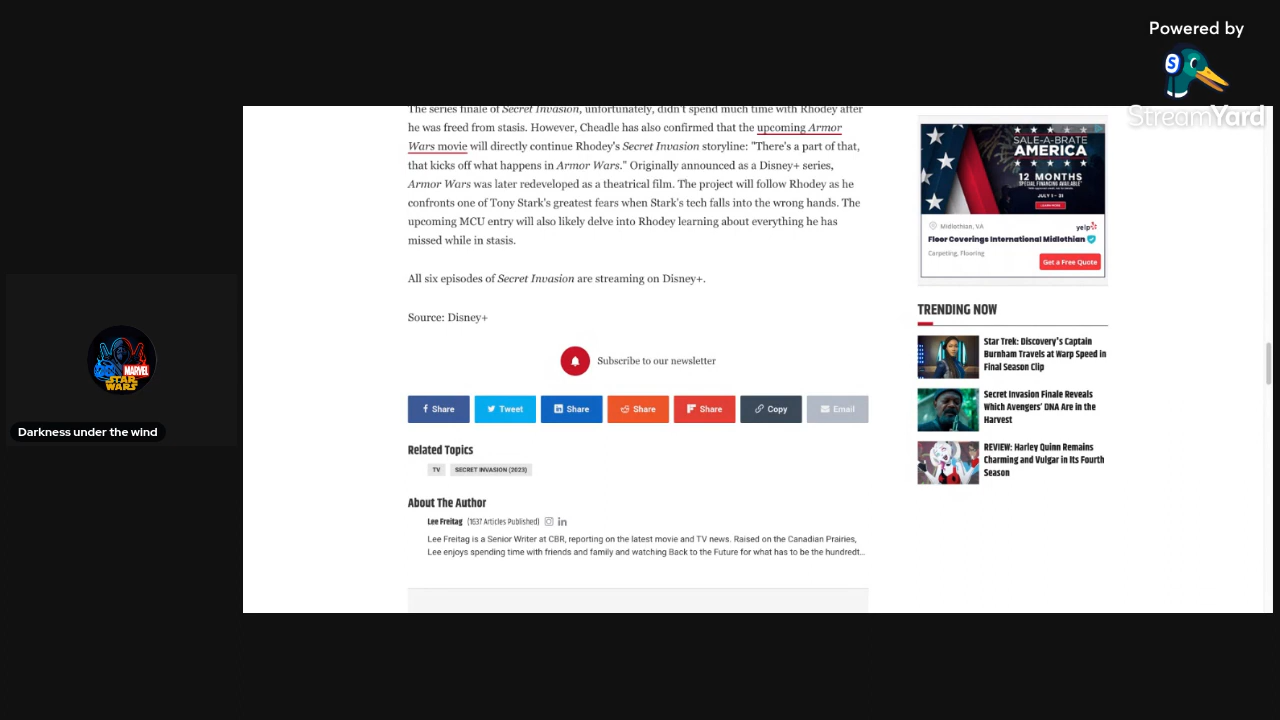 Powered by
S
StreamYard
The series finale of Secret Invasion, unfortunately, didn't spend much time with Rhodey after
he was freed from stasis. However, Cheadle has also confirmed that the upcoming Armor
Wars movie will directly continue Rhodey's Secret Invasion storyline: "There's a part of that,
that kicks off what happens in Armor Wars." Originally announced as a Disney+ series,
Armor Wars was later redeveloped as a theatrical film. The project will follow Rhodey as he
confronts one of Tony Stark's greatest fears when Stark's tech falls into the wrong hands. The
upcoming MCU entry will also likely delve into Rhodey learning about everything he has
missed while in stasis.
All six episodes of Secret Invasion are streaming on Disney+.
Source: Disney+
Subscribe to our newsletter
Share
Tweet
Share
Share
Share
Copy
Email
Related Topics
TV
SECRET INVASION (2023)
About The Author
Lee Freitag (1637 Articles Published)
Lee Freitag is a Senior Writer at CBR, reporting on the latest movie and TV news. Raised on the Canadian Prairies,
Lee enjoys spending time with friends and family and watching Back to the Future for what has to be the hundredt...
SALE-A-BRATE
AMERICA
12 MONTHS
SPECIAL FINANCING AVAILABLE*
JULY 1 - 31
Midlothian, VA
yelp
Floor Coverings International Midlothian
Carpeting, Flooring
Get a Free Quote
TRENDING NOW
Star Trek: Discovery's Captain
Burnham Travels at Warp Speed in
Final Season Clip
Secret Invasion Finale Reveals
Which Avengers' DNA Are in the
Harvest
REVIEW: Harley Quinn Remains
Charming and Vulgar in Its Fourth
Season
MARVEL
STAR
WARS
Darkness under the wind